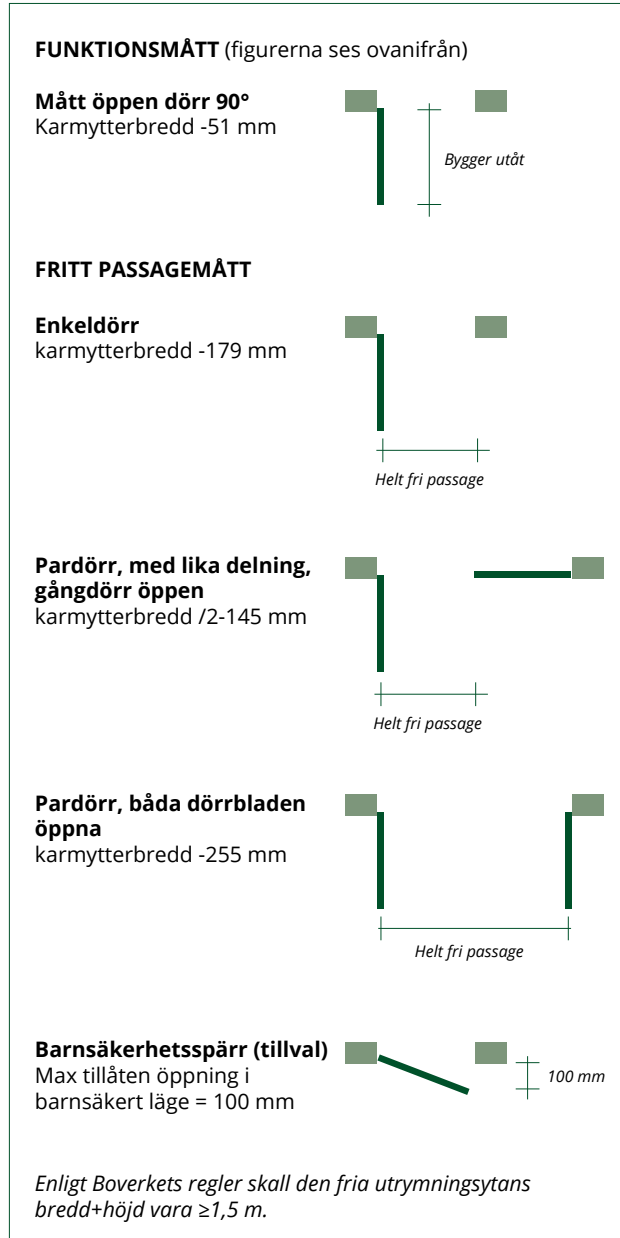 FUNKTIONSMÅTT (figurerna ses ovanifrån)
Mått öppen dörr 90°
Karmytterbredd -51 mm
Bygger utåt
FRITT PASSAGEMÅTT
Enkeldörr
karmytterbredd -179 mm
Helt fri passage
Pardörr, med lika delning,
gångdörr öppen
karmytterbredd /2-145 mm
Helt fri passage
Pardörr, båda dörrbladen
öppna
karmytterbredd -255 mm
Helt fri passage
Barnsäkerhetsspärr (tillval)
Max tillåten öppning i
barnsäkert läge = 100 mm
100 mm
Enligt Boverkets regler skall den fria utrymningsytans
bredd+höjd vara ≥1,5 m.